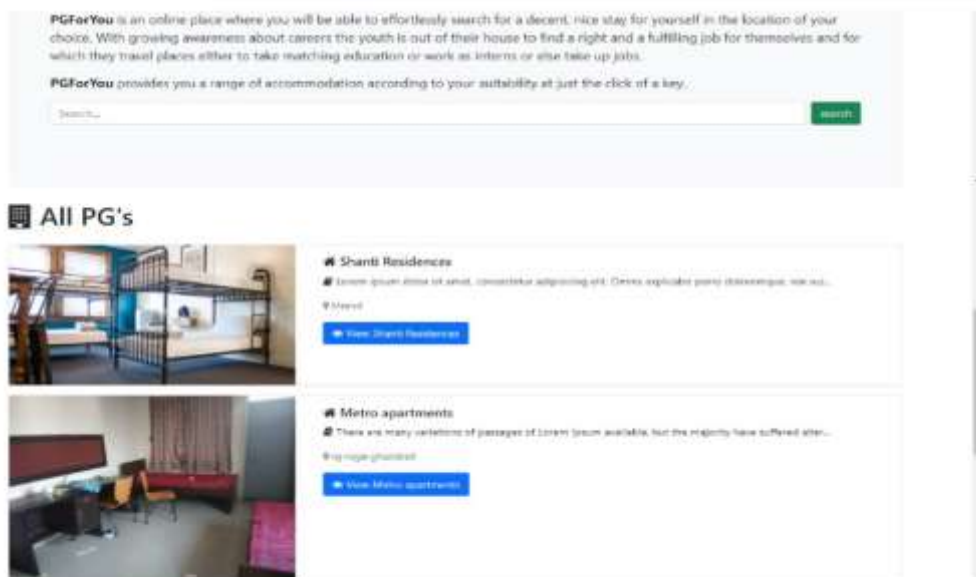 PGForYou is an online place where you will be able to effortlessly search for a decent, nice stay for yourself in the location of your
choice. With growing awareness about careers the youth is out of their house to find a right and a fulfilling job for themselves and for
which they travel places either to take matching education or work as interns or else take up jobs.
PGForYou provides you a range of accommodation according to your suitability at just the click of a key.
Search...
search
All PG's
Shanti Residences
Lorem ipsum dolor sit amet, consectetur adipisicing elit. Omnis explicabo porro doloremque,
Meerut
View Shanti Residences
Metro apartments
There are many variations of passages of Lorem Ipsum available, but the majority have suffered alter...
View Metro apartments